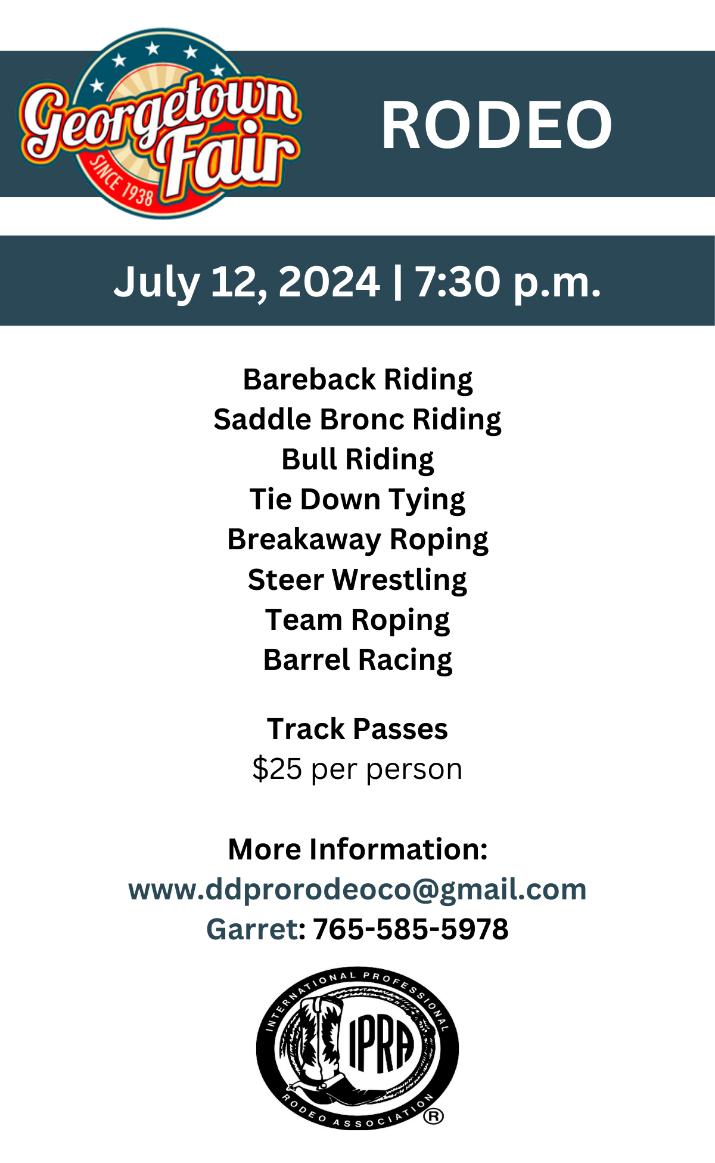 Georgetown
Fair
SINCE 1938
RODEO
July 12, 2024 | 7:30 p.m.
Bareback Riding
Saddle Bronc Riding
Bull Riding
Tie Down Tying
Breakaway Roping
Steer Wrestling
Team Roping
Barrel Racing
Track Passes
$25 per person
More Information:
www.ddprorodeoco@gmail.com
Garret: 765-585-5978
INTERNATIONAL PROFESSIONAL
IPRA
RODEO ASSOCIATION
®